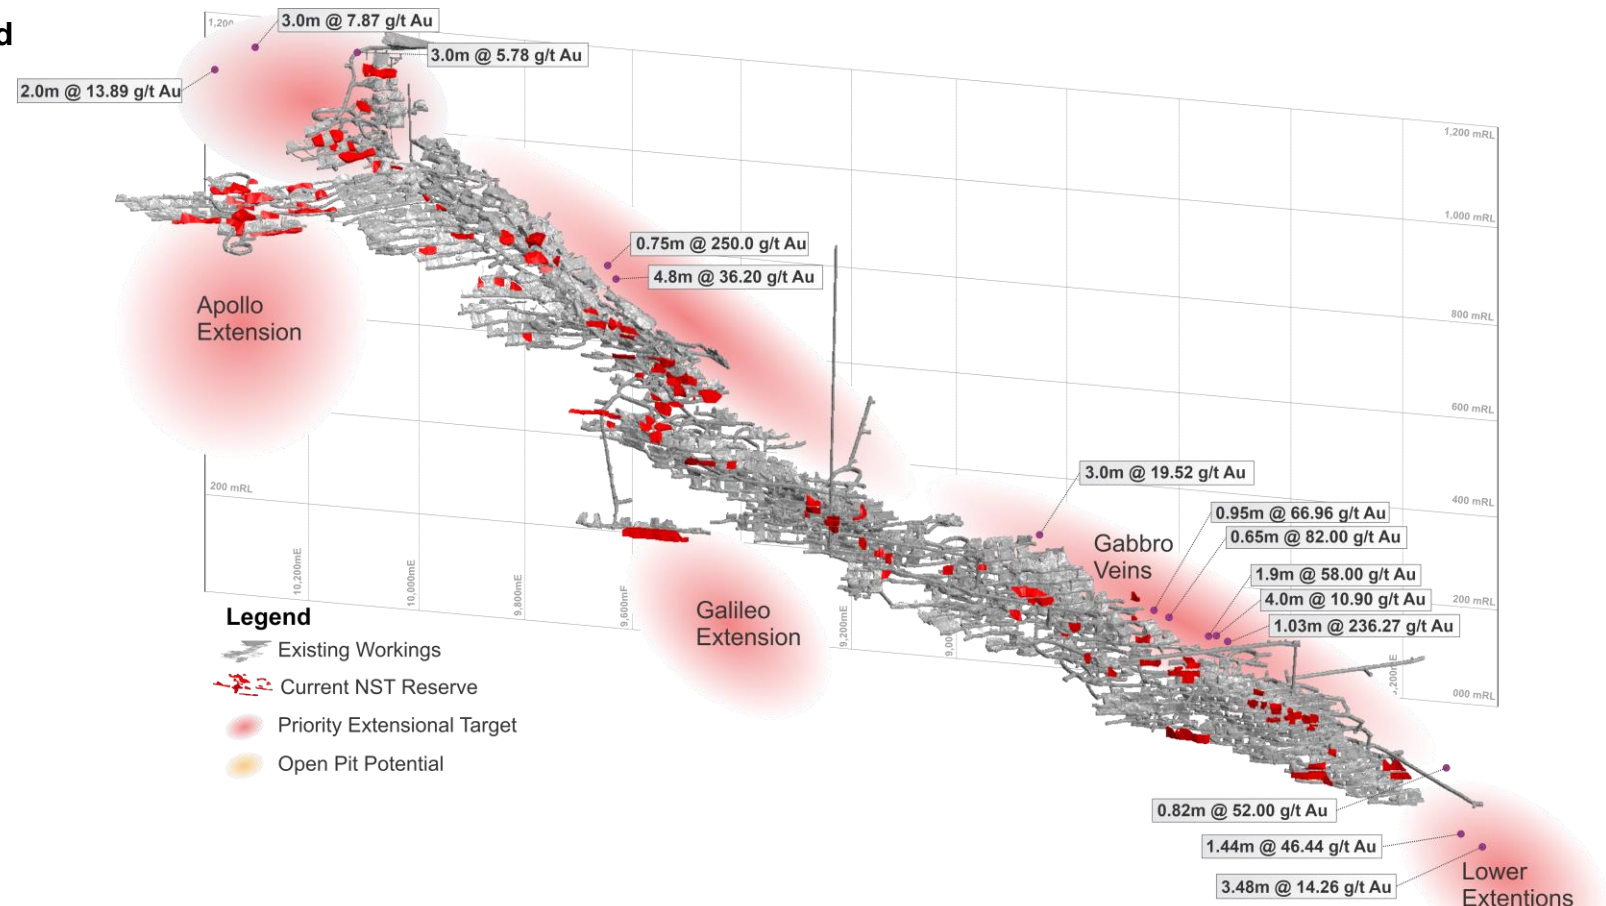 d
1,200
3.0m @ 7.87 g/t Au
3.0m @ 5.78 g/t Au
2.0m @ 13.89 g/t Au
1,200 mRL
1,000 mRL
0.75m @ 250.0 g/t Au
4.8m @ 36.20 g/t Au
Apollo
Extension
800 mRL
600 mRL
3.0m @ 19.52 g/t Au
200 mRL
400 mRL
0.95m @ 66.96 g/t Au
0.65m @ 82.00 g/t Au
Gabbro
Veins
1.9m @ 58.00 g/t Au
4.0m @ 10.90 g/t Au
1.03m @ 236.27 g/t Au
200 mRL
10,200mE
10,000mE
9,800mE
9,200mE
Galileo
Extension
000 mRL
Legend
Existing Workings
Current NST Reserve
Priority Extensional Target
Open Pit Potential
0.82m @ 52.00 g/t Au
1.44m @ 46.44 g/t Au
3.48m @ 14.26 g/t Au
Lower
Extentions